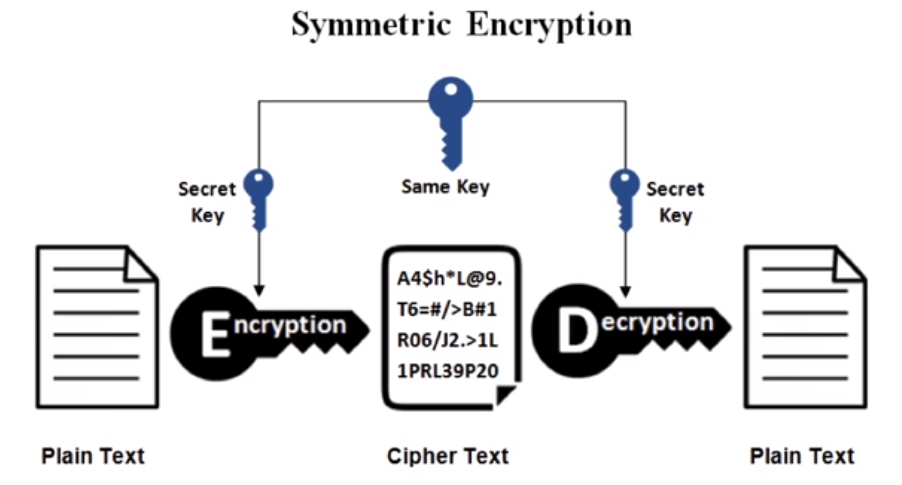 Symmetric Encryption
Same Key
Secret
Key
Secret
Key
Encryption
A4$h*L@9.
T6=#/>B#1
R06/J2.>1L
1PRL39P20
Decryption
Plain Text
Cipher Text
Plain Text